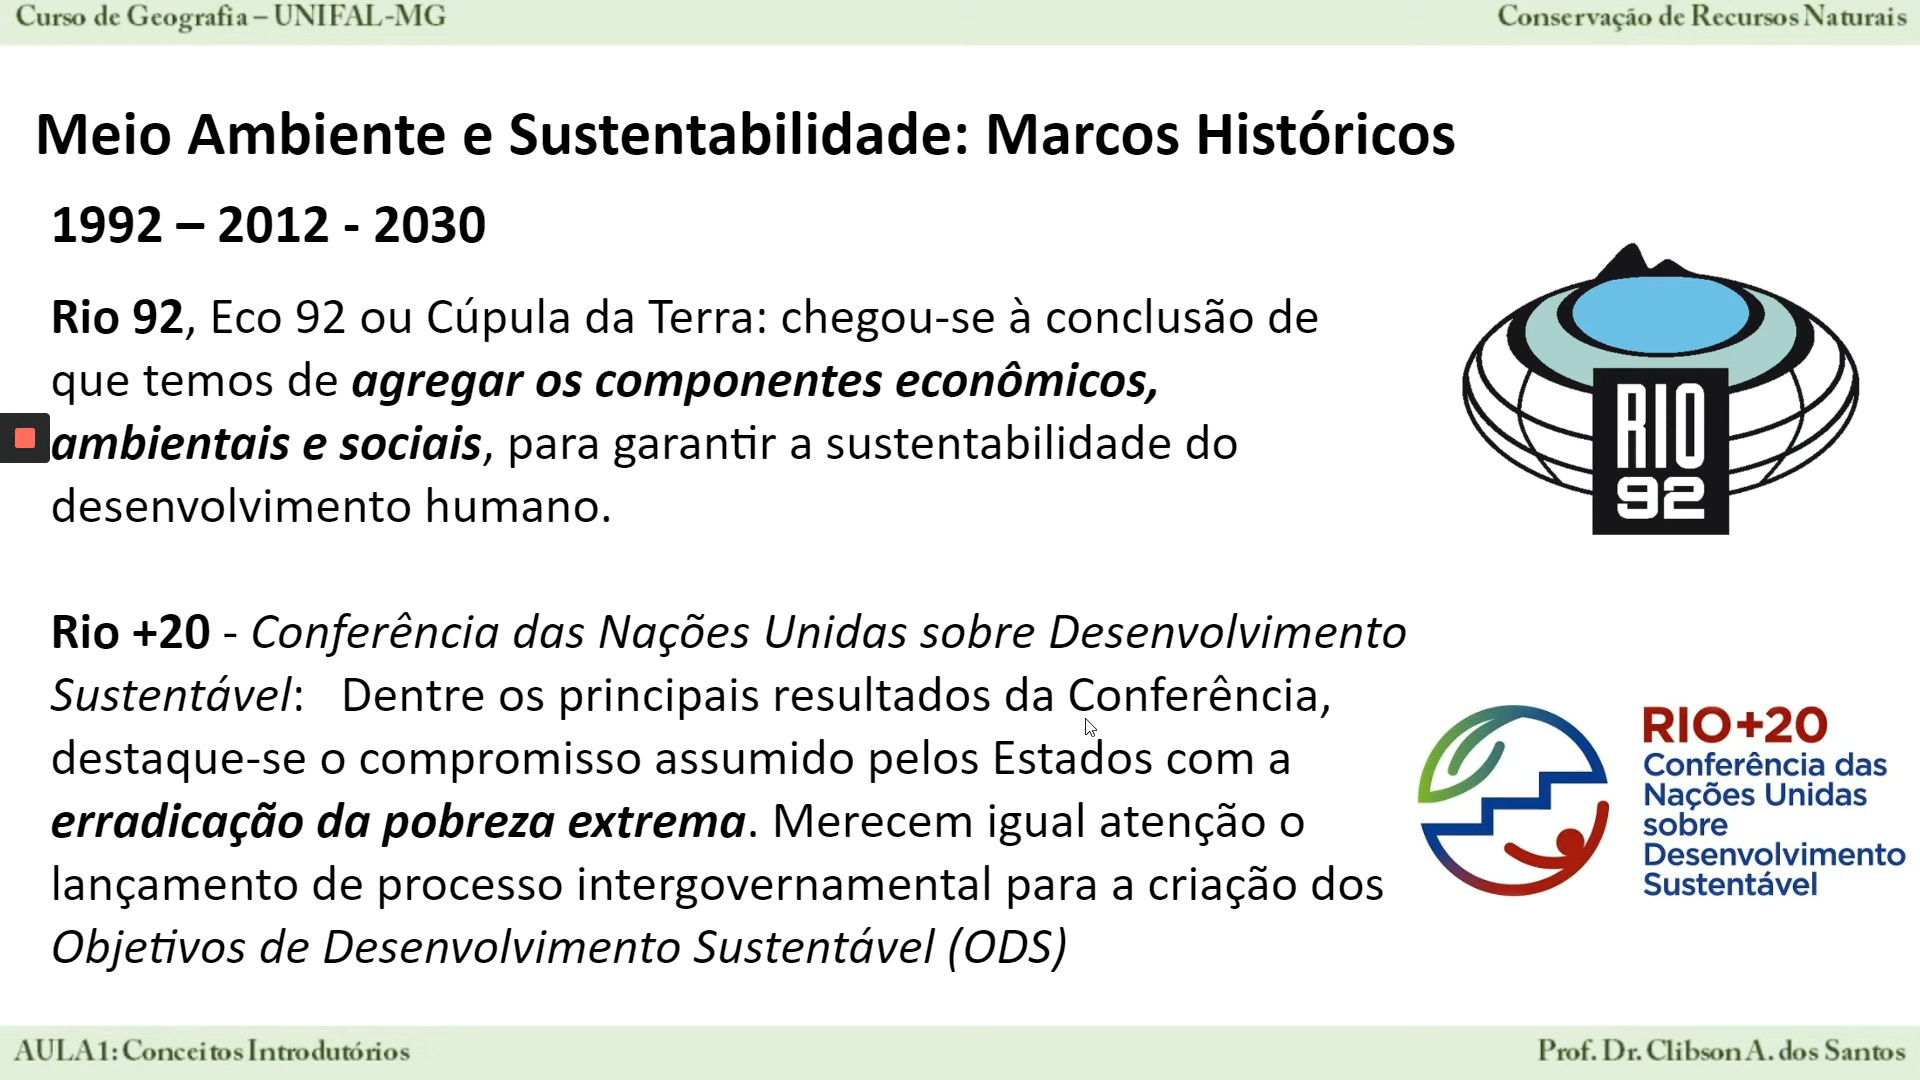 Curso de Geografia – UNIFAL-MG
Conservação de Recursos Naturais
Meio Ambiente e Sustentabilidade: Marcos Históricos
1992 – 2012 - 2030
Rio 92, Eco 92 ou Cúpula da Terra: chegou-se à conclusão de
que temos de agregar os componentes econômicos,
ambientais e sociais, para garantir a sustentabilidade do
desenvolvimento humano.
RIO
92
Rio +20 - Conferência das Nações Unidas sobre Desenvolvimento
Sustentável: Dentre os principais resultados da Conferência,
destaque-se o compromisso assumido pelos Estados com a
erradicação da pobreza extrema. Merecem igual atenção o
lançamento de processo intergovernamental para a criação dos
Objetivos de Desenvolvimento Sustentável (ODS)
RIO+20
Conferência das
Nações Unidas
sobre
Desenvolvimento
Sustentável
AULA 1: Conceitos Introdutórios
Prof. Dr. Clibson A. dos Santos